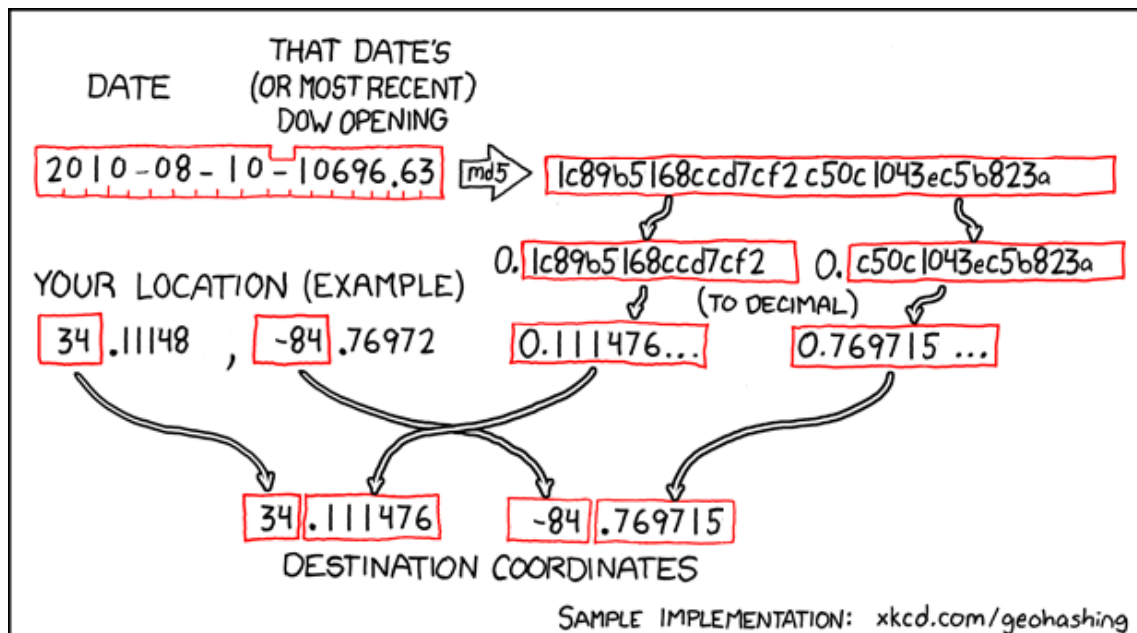 DATE
THAT DATE'S
(OR MOST RECENT)
DOW OPENING
2010-08-10-10696.63
md5
1c89b5168ccd7cf2c50c1043ec5b823a
0.1c89b5168ccd7cf2
0.c50c1043ec5b823a
YOUR LOCATION (EXAMPLE)
(TO DECIMAL)
34.11148, -84.76972
0.111476...
0.769715...
34.111476
-84.769715
DESTINATION COORDINATES
SAMPLE IMPLEMENTATION: xkcd.com/geohashing